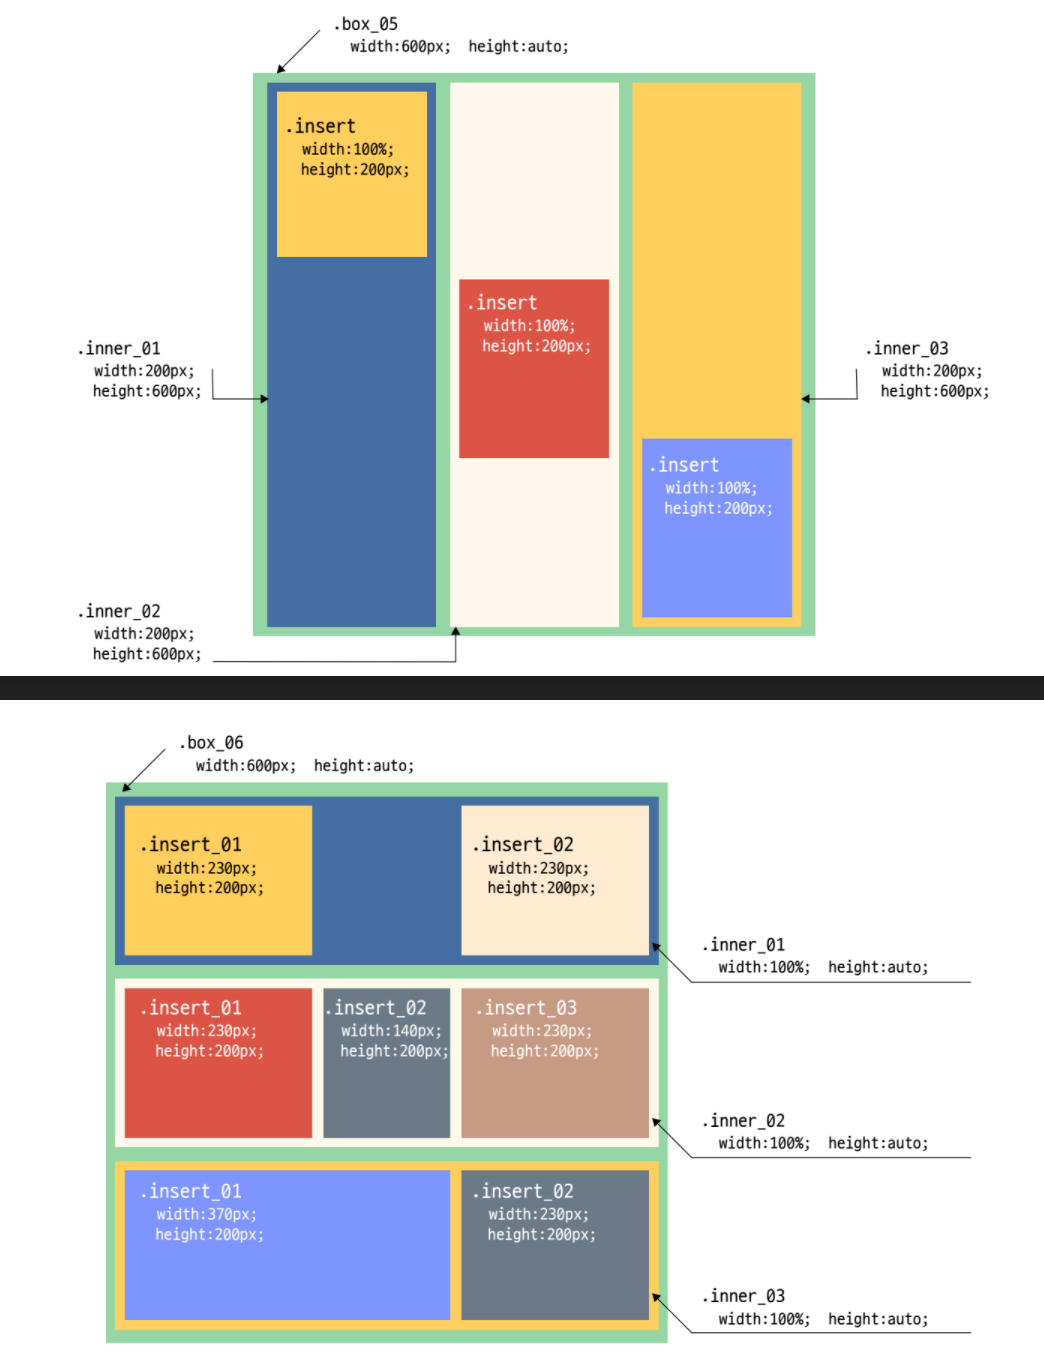 .box_05
width:600px; height:auto;
.insert
width:100%;
height:200px;
.insert
width:100%;
height:200px;
.inner_01
width:200px;
height:600px;
.inner_03
width:200px;
height:600px;
.insert
width:100%;
height:200px;
.inner_02
width:200px;
height:600px;
.box_06
width:600px; height:auto;
.insert_01
width:230px;
height:200px;
.insert_02
width:230px;
height:200px;
.inner_01
width:100%; height:auto;
.insert_01
width:230px;
height:200px;
.insert_02
width:140px;
height:200px;
.insert_03
width:230px;
height:200px;
.inner_02
width:100%; height:auto;
.insert_01
width:370px;
height:200px;
.insert_02
width:230px;
height:200px;
.inner_03
width:100%; height:auto;